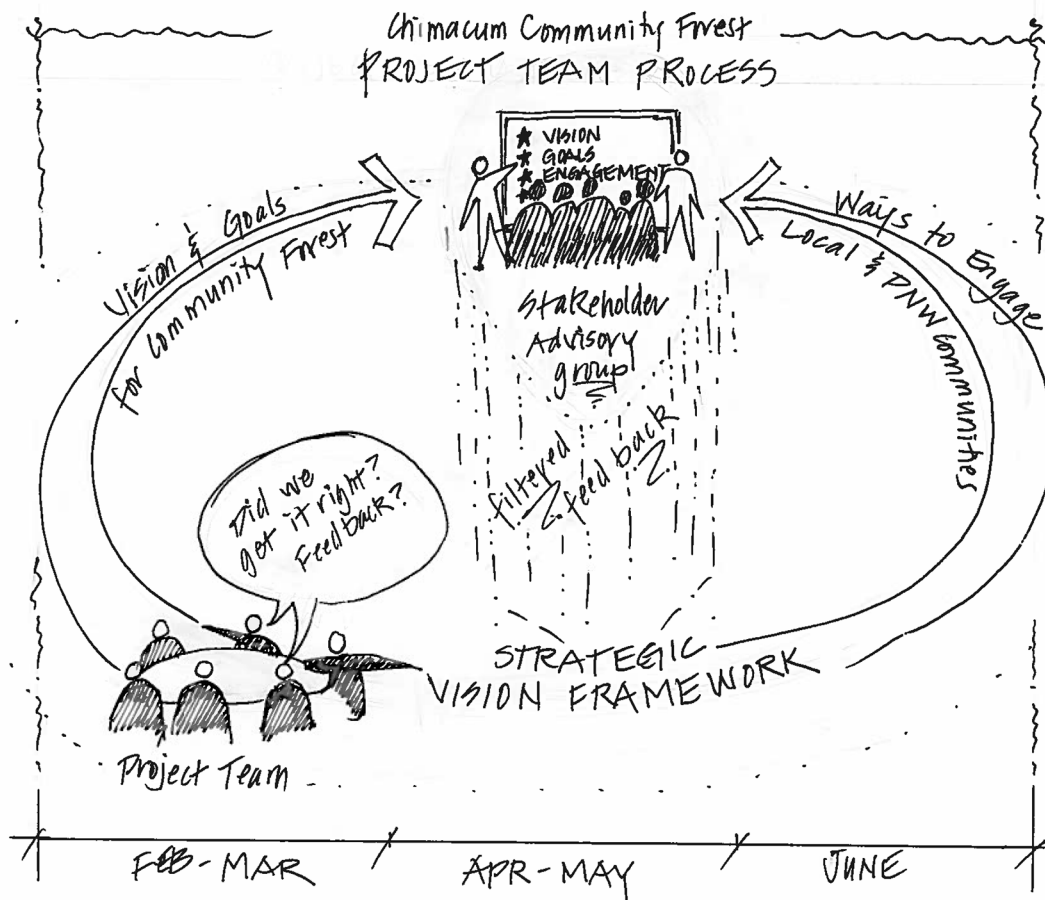 Chimacum Community Forest
PROJECT TEAM PROCESS
★ VISION
★ GOALS
★ ENGAGEMENT
★
Vision & Goals
for Community Forest
Ways to Engage
Local & PNW Communities
Stakeholder
Advisory
group
filtered
feed back
Did we
get it right?
Feedback?
STRATEGIC
VISION FRAMEWORK
Project Team
FEB-MAR
APR-MAY
JUNE